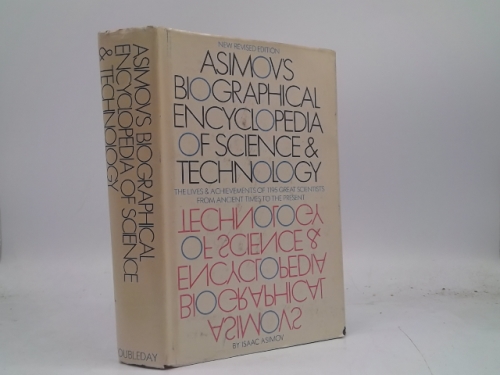 ASIMOV'S BIOGRAPHICAL
ENCYCLOPEDIA OF SCIENCE
& TECHNOLOGY
DOUBLEDAY
NEW REVISED EDITION
ASIMOV'S
BIOGRAPHICAL
ENCYCLOPEDIA
OF SCIENCE &
TECHNOLOGY
THE LIVES & ACHIEVEMENTS OF 1195 GREAT SCIENTISTS
FROM ANCIENT TIMES TO THE PRESENT
TECHNOLOGY
OF SCIENCE &
ENCYCLOPEDIA
BIOGRAPHICAL
ASIMOV'S
BY ISAAC ASIMOV